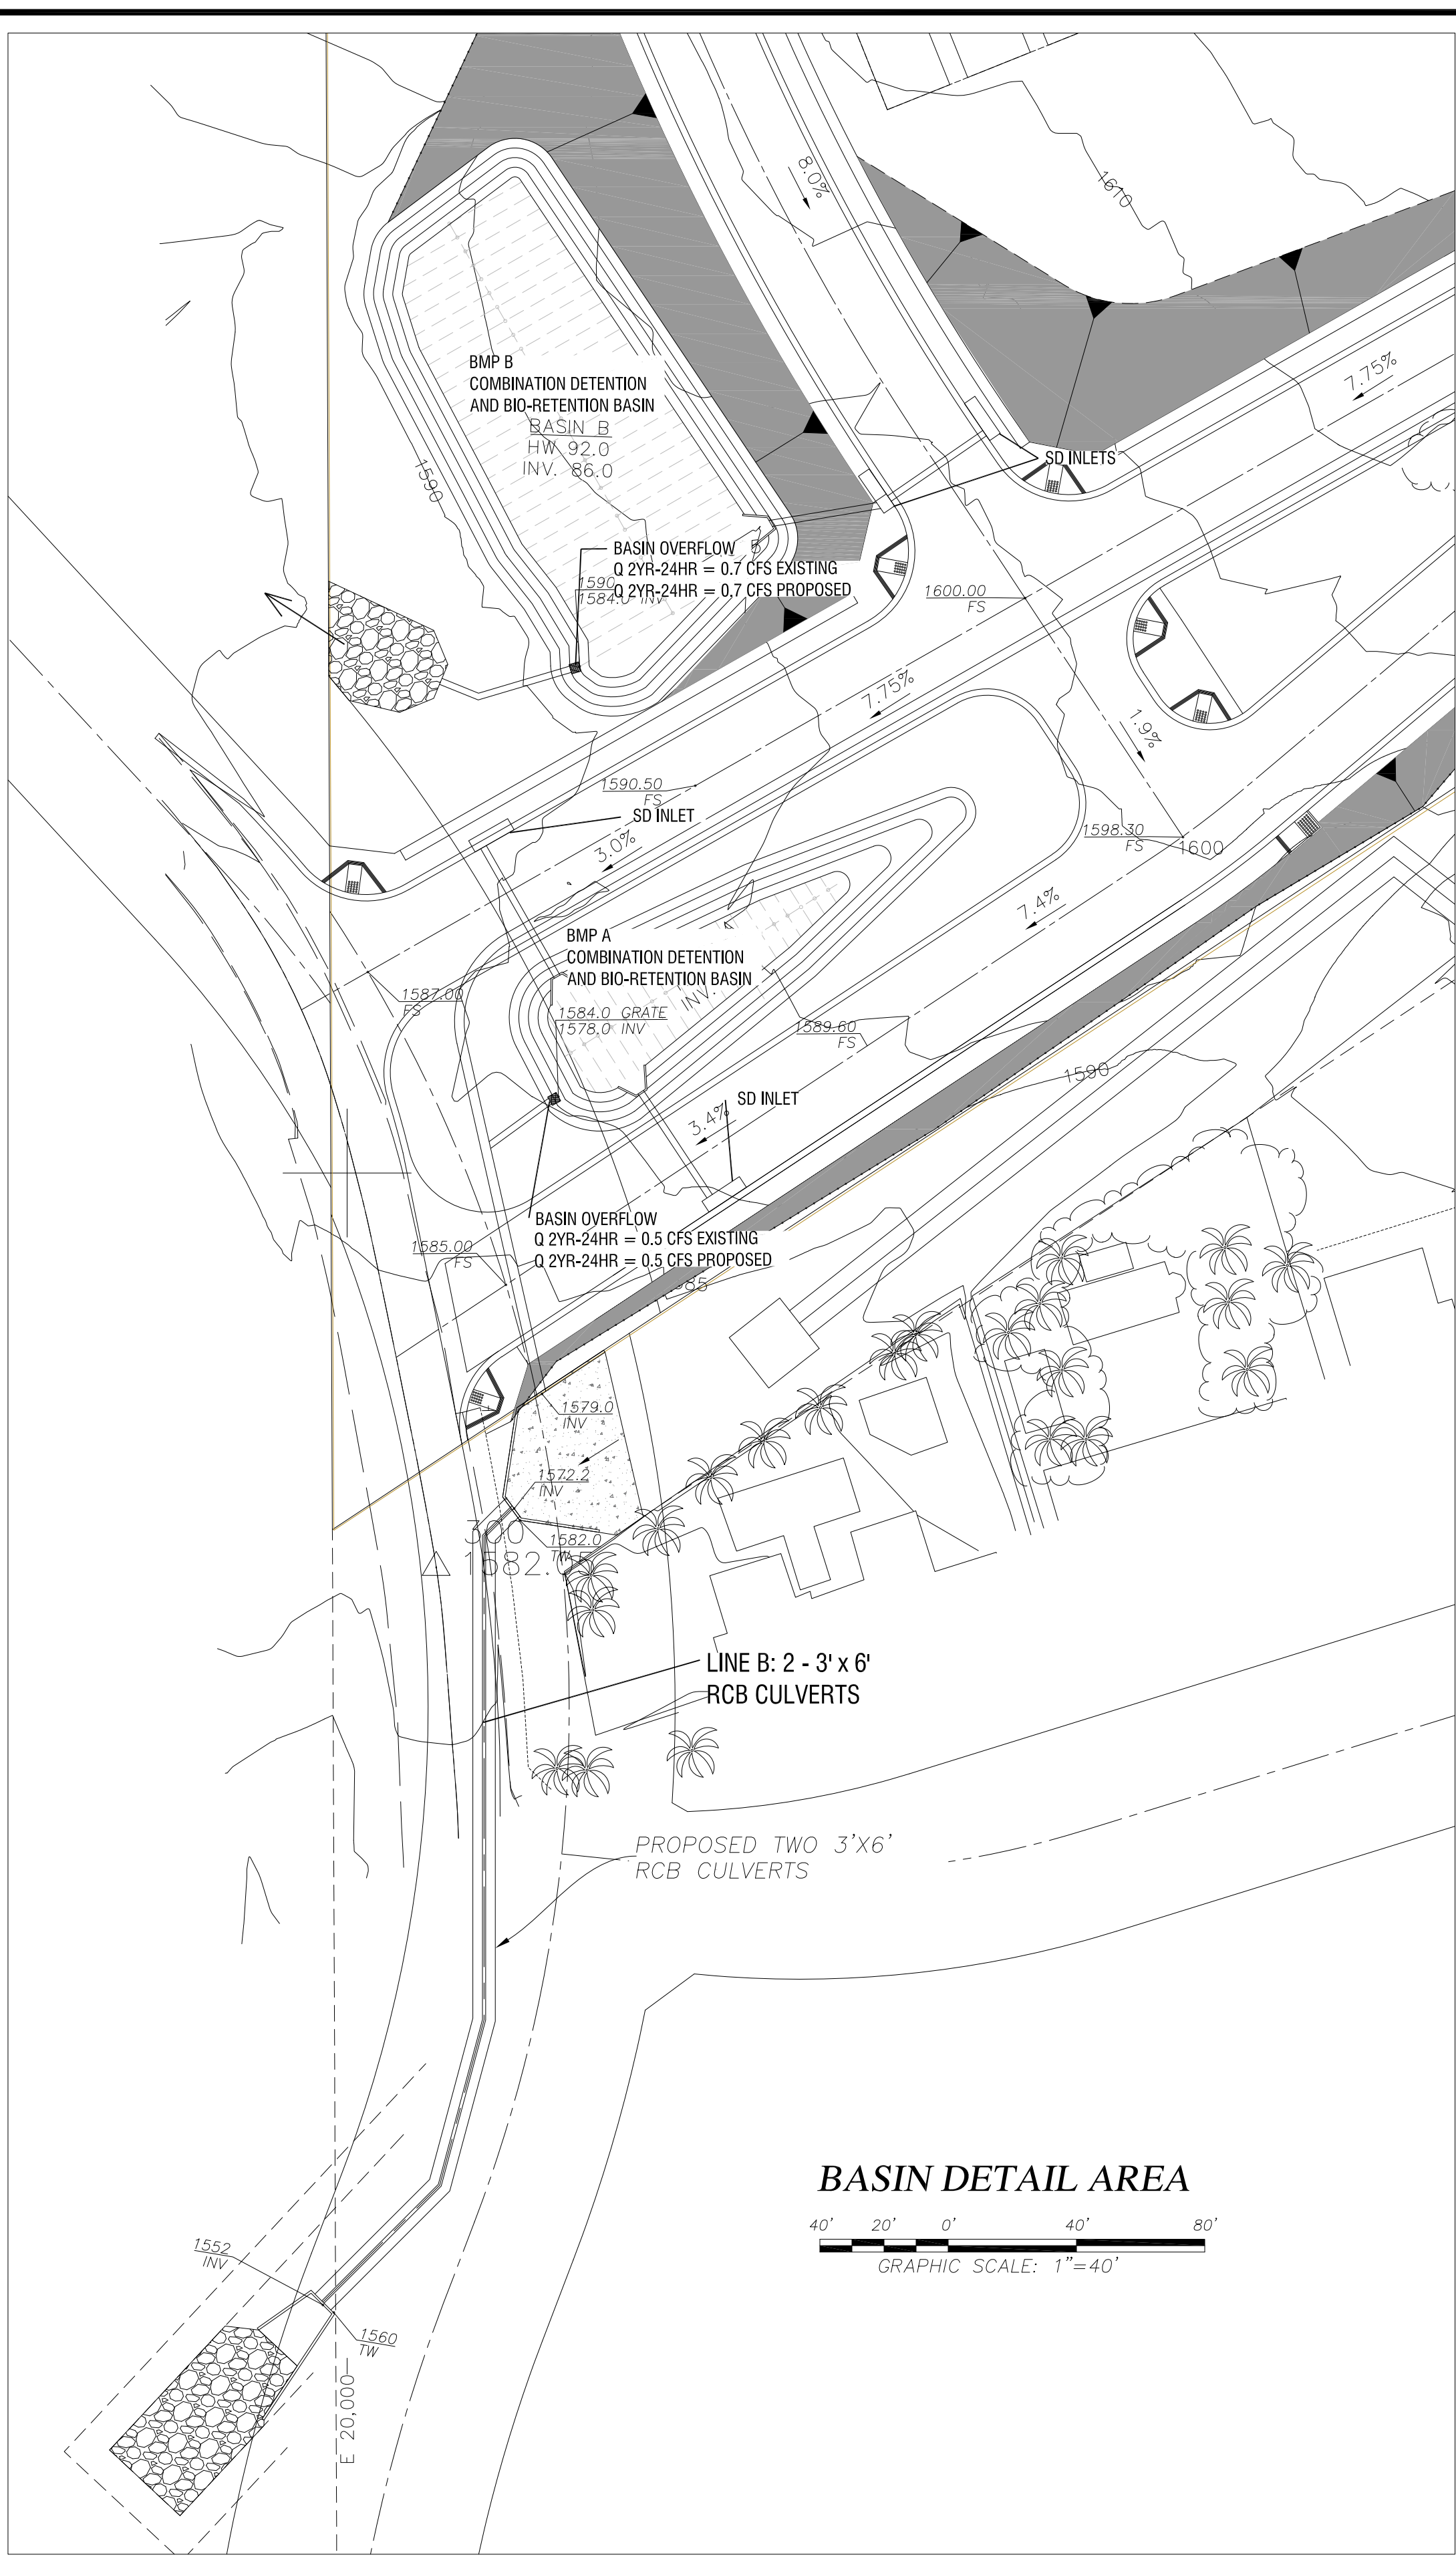 8.0%
1610
7.75%
BMP B
COMBINATION DETENTION
AND BIO-RETENTION BASIN
BASIN B
HW 92.0
INV. 86.0
1590
SD INLETS
BASIN OVERFLOW
Q 2YR-24HR = 0.7 CFS EXISTING
Q 2YR-24HR = 0.7 CFS PROPOSED
1590
1584.0 INV
1600.00
FS
7.75%
1.9%
1590.50
FS
SD INLET
3.0%
1598.30
FS
1600
7.4%
BMP A
COMBINATION DETENTION
AND BIO-RETENTION BASIN
INV.
1587.00
FS
1584.0 GRATE
1578.0 INV
1589.60
FS
1590
SD INLET
3.4%
BASIN OVERFLOW
Q 2YR-24HR = 0.5 CFS EXISTING
Q 2YR-24HR = 0.5 CFS PROPOSED
1585.00
FS
1579.0
INV
1572.2
INV
300
1582.0
TW
LINE B: 2 - 3' x 6'
RCB CULVERTS
PROPOSED TWO 3'X6'
RCB CULVERTS
BASIN DETAIL AREA
40' 20' 0' 40' 80'
GRAPHIC SCALE: 1"=40'
1552
INV
1560
TW
E 20,000